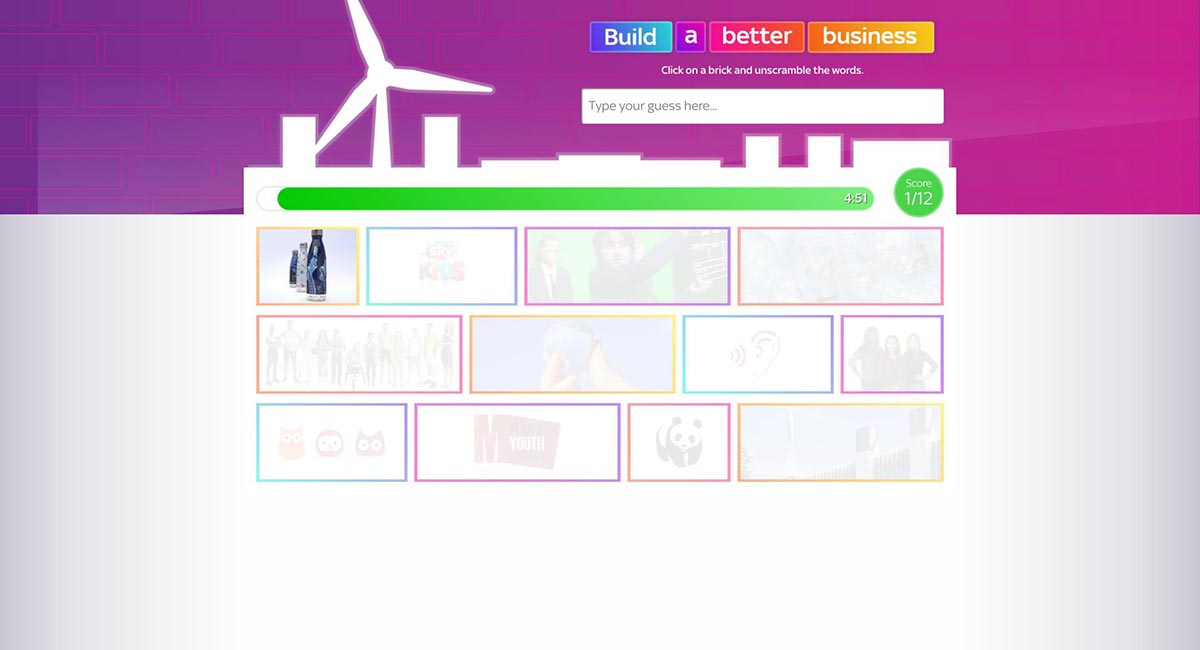 Build a better business
Click on a brick and unscramble the words.
Type your guess here...
Score
4:51
1/12
sky
KIDS
YOUTH